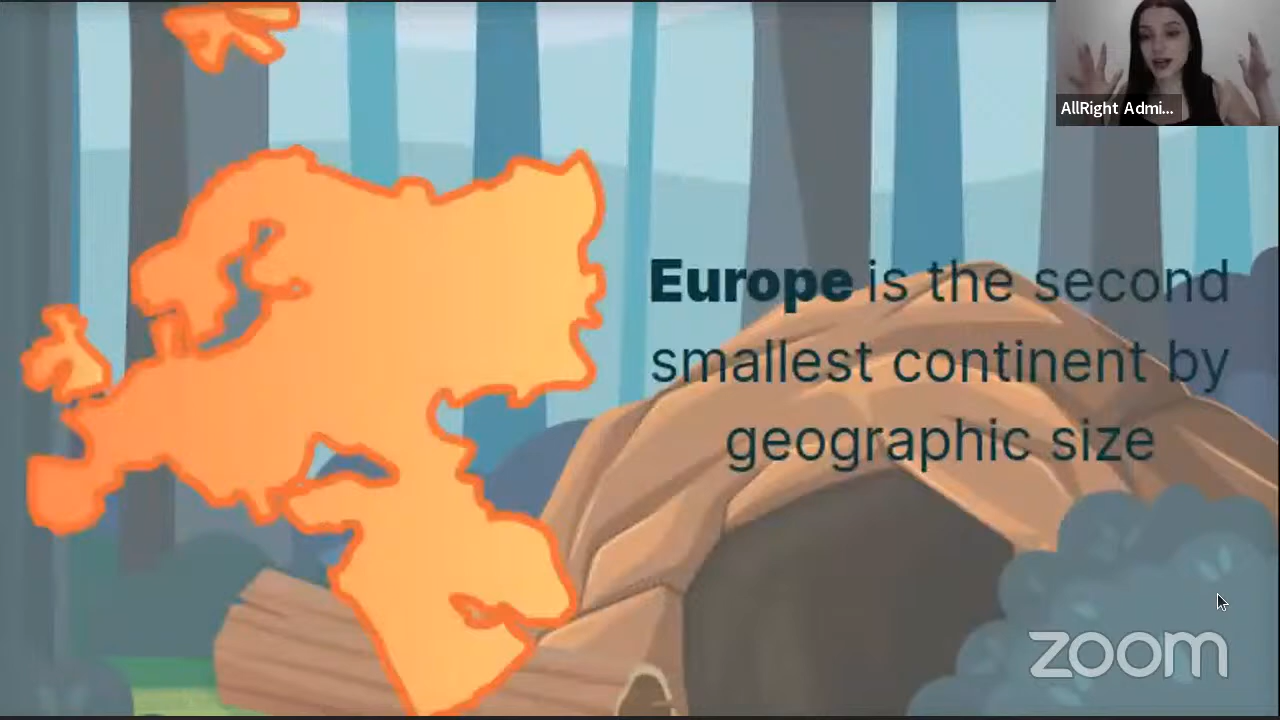 AllRight Admi...
Europe is the second
smallest continent by
geographic size
zoom